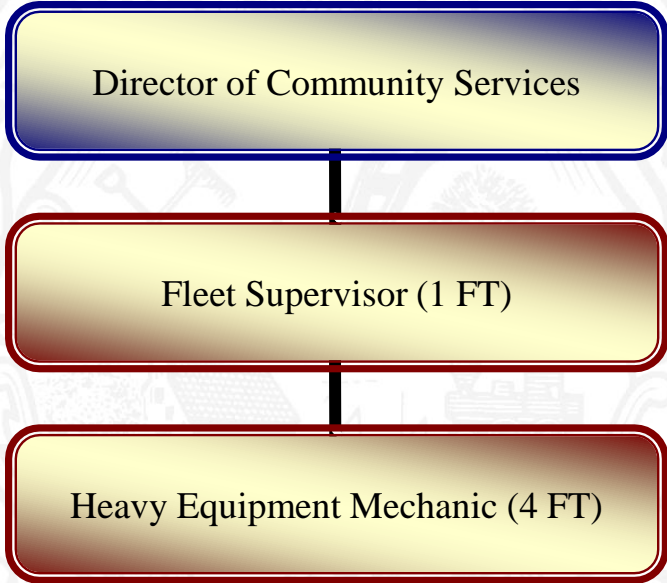 Director of Community Services
Fleet Supervisor (1 FT)
Heavy Equipment Mechanic (4 FT)